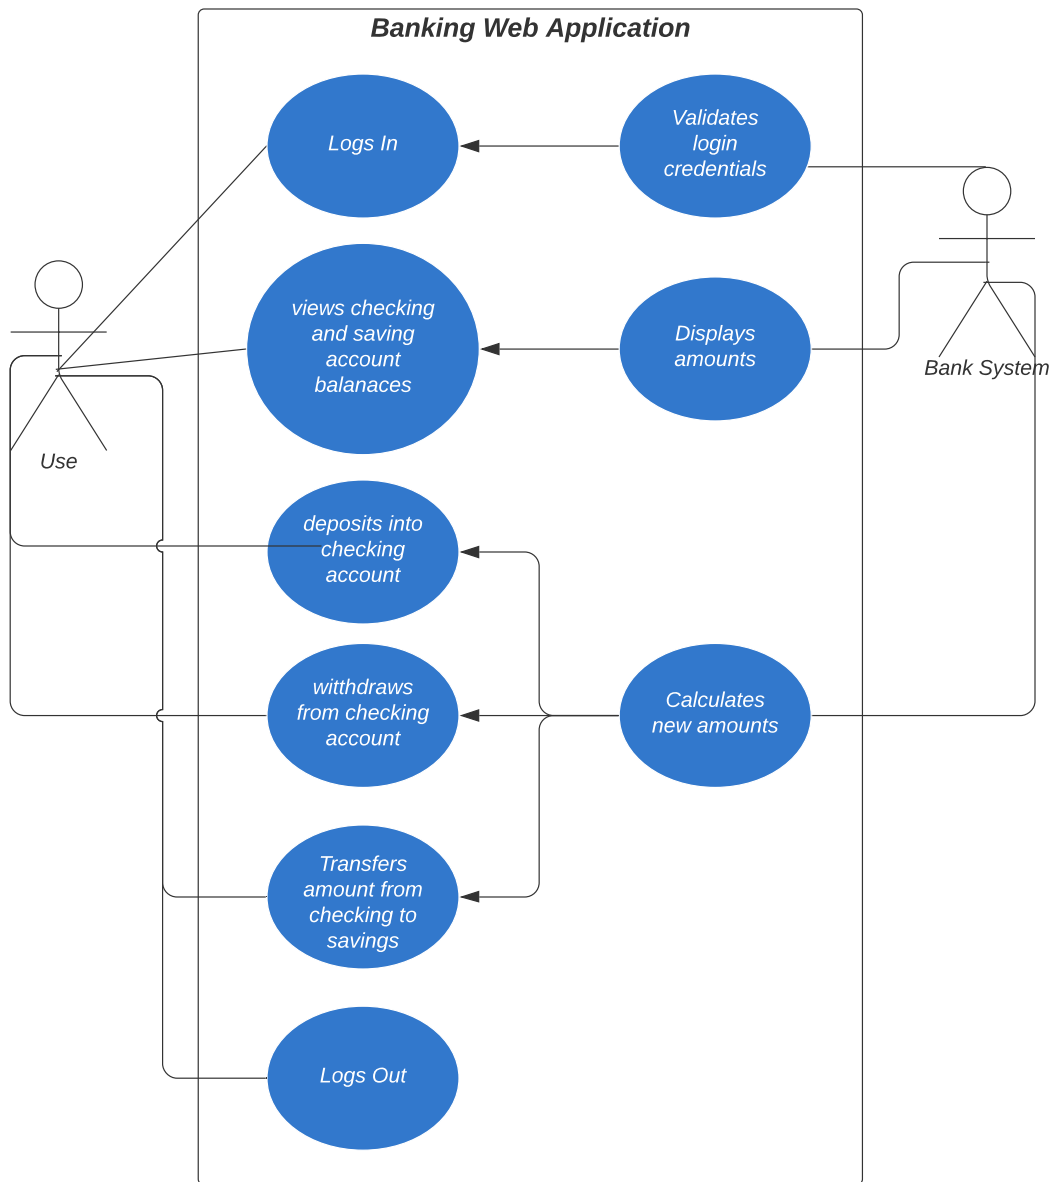 Banking Web Application
Logs In
Validates
login
credentials
views checking
and saving
account
balanaces
Displays
amounts
Bank System
Use
deposits into
checking
account
witthdraws
from checking
account
Calculates
new amounts
Transfers
amount from
checking to
savings
Logs Out